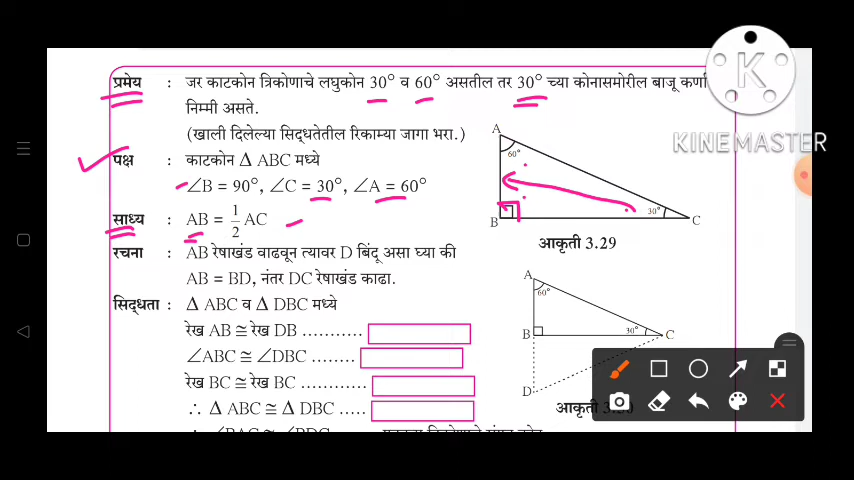 प्रमेय : जर काटकोन त्रिकोणाचे लघुकोन 30° व 60° असतील तर 30° च्या कोनासमोरील बाजू
निम्मी असते.
(खाली दिलेल्या सिद्धतेतील रिकाम्या जागा भरा.)
पक्ष : काटकोन Δ ABC मध्ये
∠B = 90°, ∠C = 30°, ∠A = 60°
साध्य : AB = 1/2 AC
रचना : AB रेषाखंड वाढवून त्यावर D बिंदू असा घ्या की
AB = BD, नंतर DC रेषाखंड काढा.
सिद्धता : Δ ABC व Δ DBC मध्ये
रेख AB ≅ रेख DB ...........
∠ABC ≅ ∠DBC ........
रेख BC ≅ रेख BC ............
∴ Δ ABC ≅ Δ DBC .....
A
60°
B
30°
C
आकृती 3.29
A
60°
B
30°
C
D
K
KINEMASTER